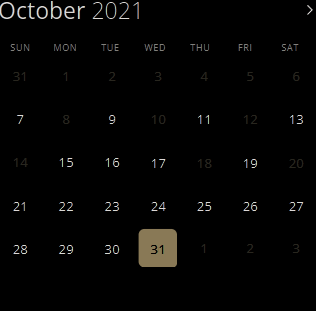 October 2021
SUN MON TUE WED THU FRI SAT
31 1 2 3 4 5 6
7 8 9 10 11 12 13
14 15 16 17 18 19 20
21 22 23 24 25 26 27
28 29 30 31 1 2 3